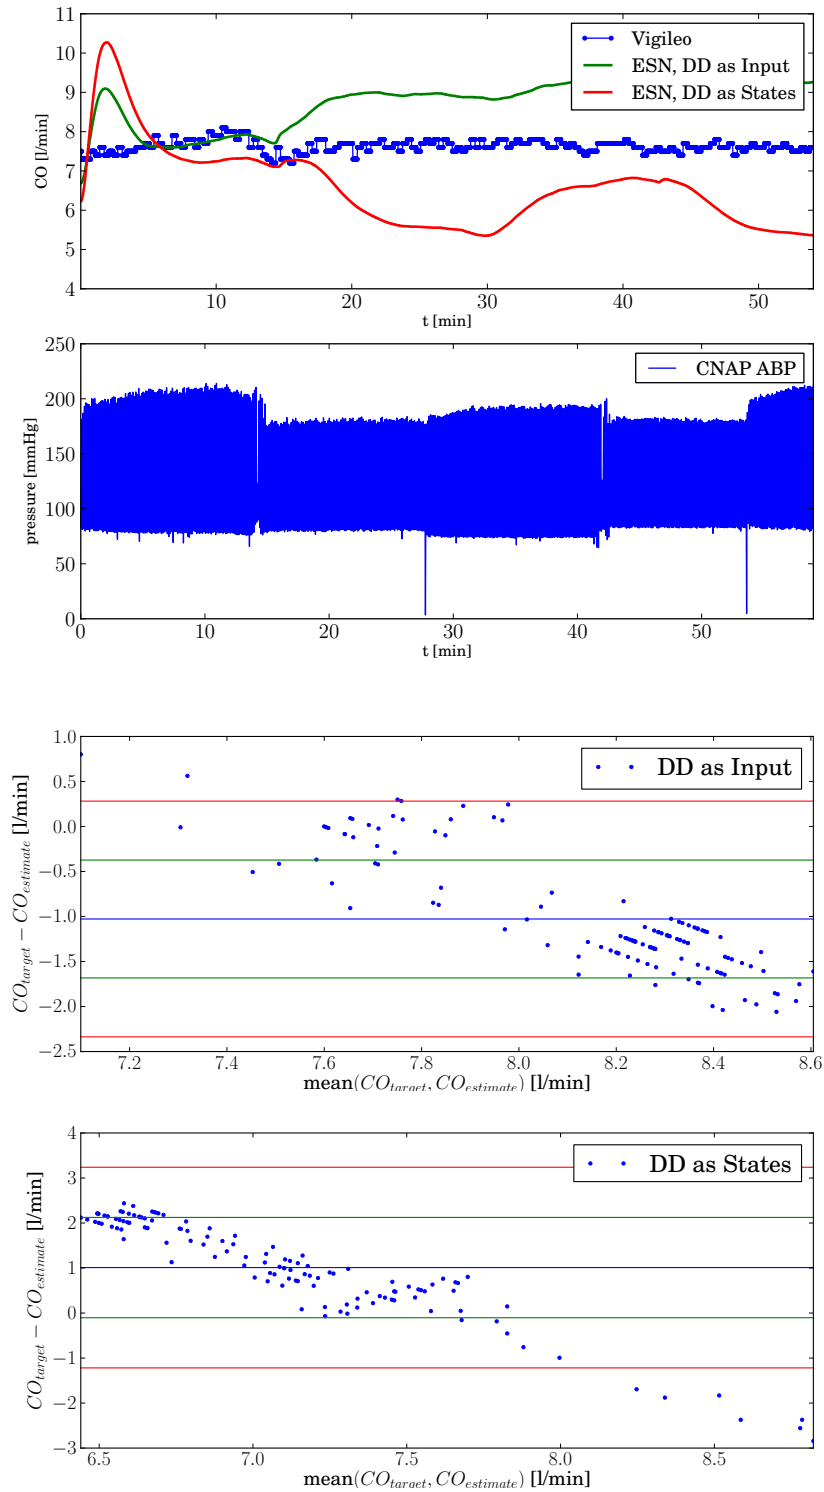 11
10
9
8
7
6
5
4
CO [l/min]
Vigileo
ESN, DD as Input
ESN, DD as States
10 20 30 40 50
t [min]
250
200
150
100
50
0
pressure [mmHg]
CNAP ABP
0 10 20 30 40 50
t [min]
1.0
0.5
0.0
−0.5
−1.0
−1.5
−2.0
−2.5
CO_target − CO_estimate [l/min]
DD as Input
7.2 7.4 7.6 7.8 8.0 8.2 8.4 8.6
mean(CO_target, CO_estimate) [l/min]
4
3
2
1
0
−1
−2
−3
CO_target − CO_estimate [l/min]
DD as States
6.5 7.0 7.5 8.0 8.5
mean(CO_target, CO_estimate) [l/min]